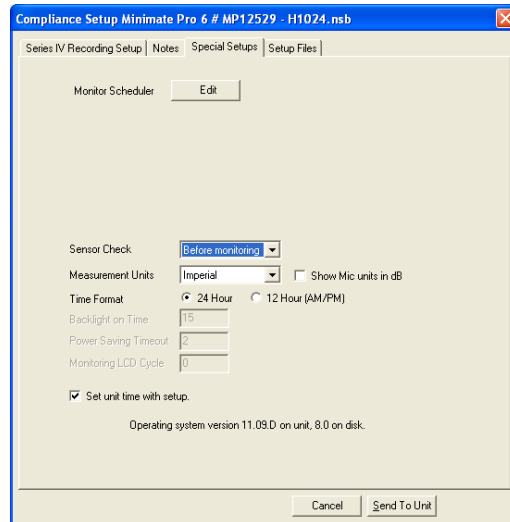 Compliance Setup Minimate Pro 6 # MP12529 - H1024.nsb
Series IV Recording Setup Notes Special Setups Setup Files
Monitor Scheduler Edit
Sensor Check Before monitoring
Measurement Units Imperial Show Mic units in dB
Time Format 24 Hour 12 Hour (AM/PM)
Backlight on Time 15
Power Saving Timeout 2
Monitoring LCD Cycle 0
Set unit time with setup.
Operating system version 11.09.D on unit, 8.0 on disk.
Cancel Send To Unit